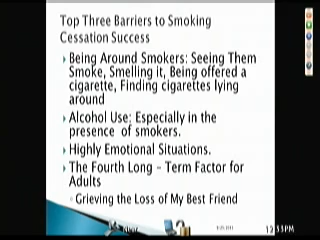 Top Three Barriers to Smoking
Cessation Success
Being Around Smokers: Seeing Them
Smoke, Smelling it, Being offered a
cigarette, Finding cigarettes lying
around
Alcohol Use: Especially in the
presence of smokers.
Highly Emotional Situations.
The Fourth Long – Term Factor for
Adults
Grieving the Loss of My Best Friend